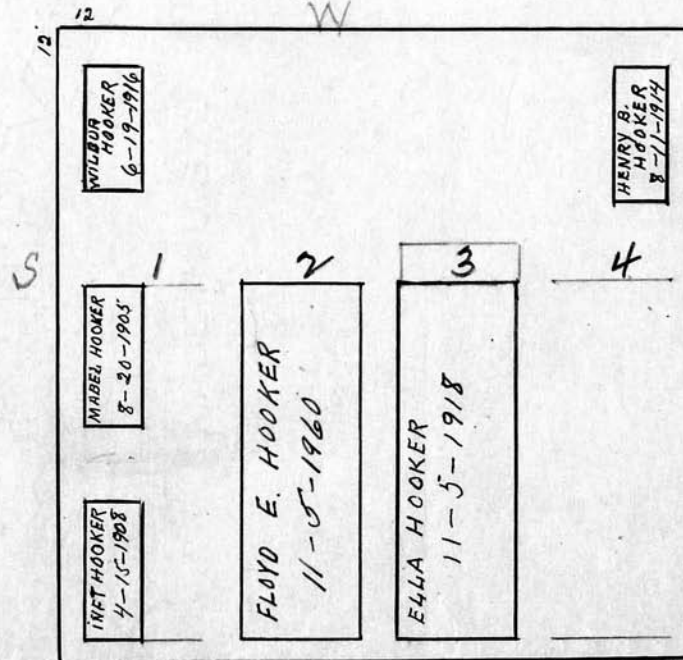 W
12
12
WILBUR
HOOKER
6-19-1916
HENRY B.
HOOKER
8-11-1914
S
1
2
3
4
MABEL HOOKER
8-20-1905
FLOYD E. HOOKER
11-5-1960
ELLA HOOKER
11-5-1918
HOOKER
4-15-1908